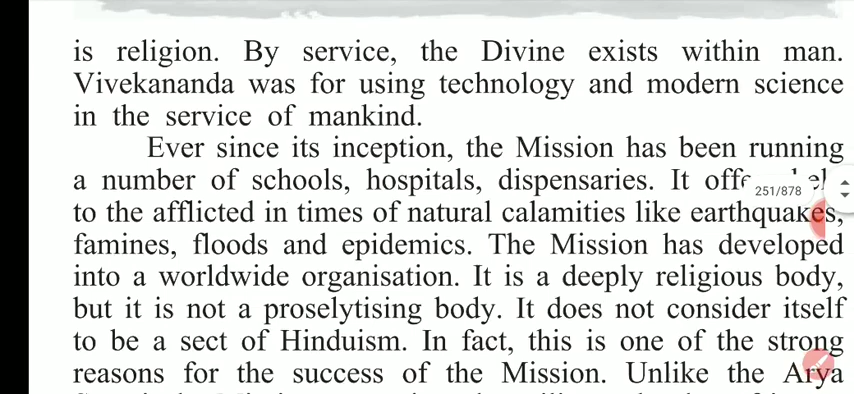 is religion. By service, the Divine exists within man.
Vivekananda was for using technology and modern science
in the service of mankind.
Ever since its inception, the Mission has been running
a number of schools, hospitals, dispensaries. It
251/878
to the afflicted in times of natural calamities like earthquakes,
famines, floods and epidemics. The Mission has developed
into a worldwide organisation. It is a deeply religious body,
but it is not a proselytising body. It does not consider itself
to be a sect of Hinduism. In fact, this is one of the strong
reasons for the success of the Mission. Unlike the Arya